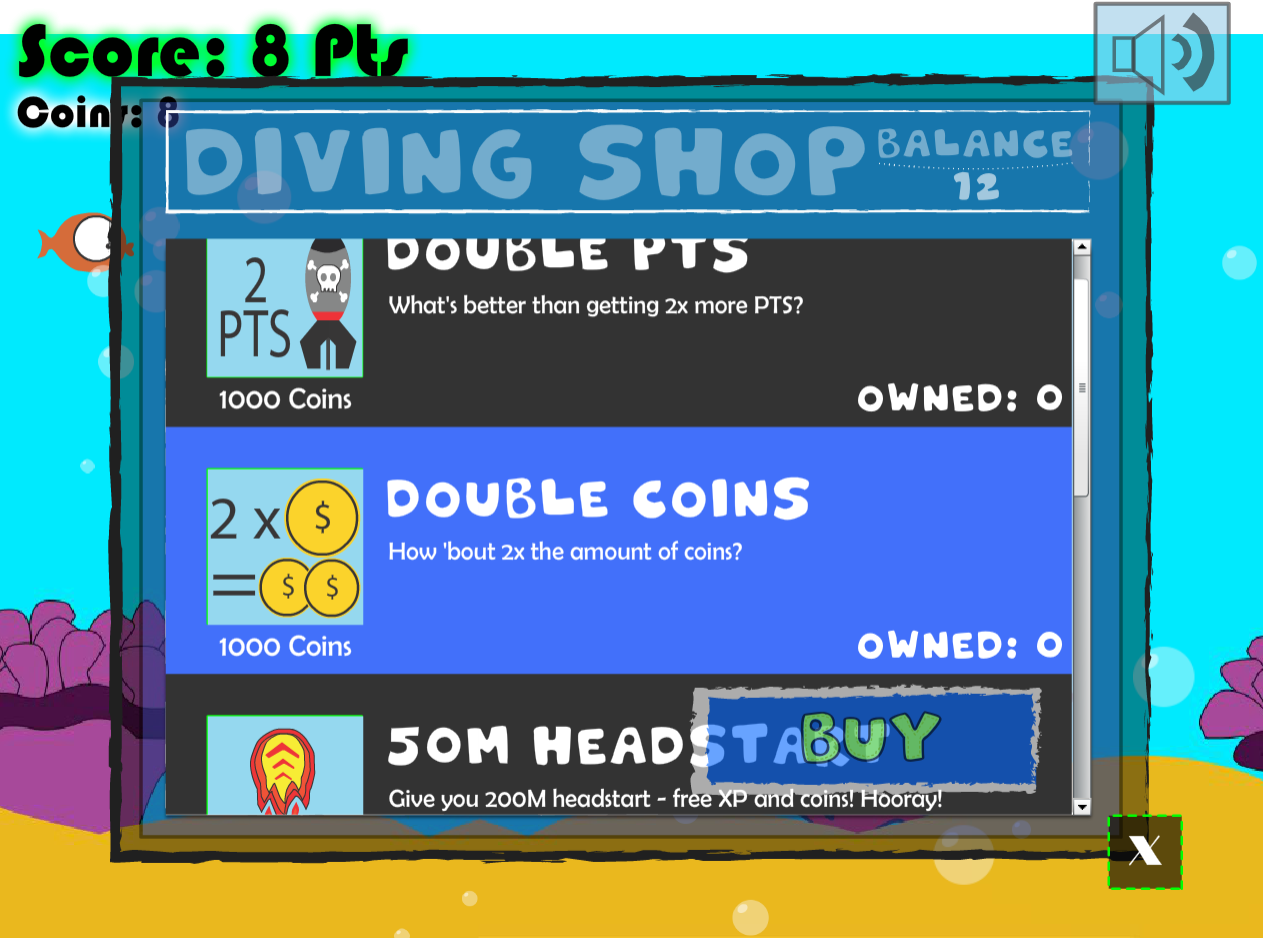 Score: 8 Pts
Coins: 8
DIVING SHOP
BALANCE
12
DOUBLE PTS
2
PTS
What's better than getting 2x more PTS?
1000 Coins
OWNED: 0
2 x $
= $ $
DOUBLE COINS
How 'bout 2x the amount of coins?
1000 Coins
OWNED: 0
50M HEADSTART
BUY
Give you 200M headstart - free XP and coins! Hooray!
X